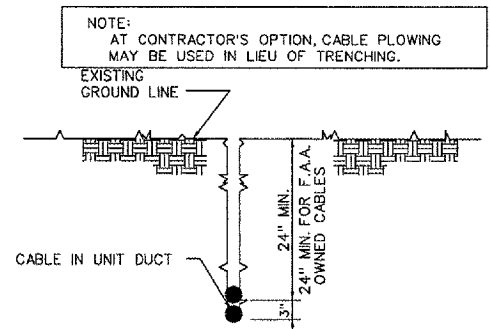 NOTE:
AT CONTRACTOR'S OPTION, CABLE PLOWING
MAY BE USED IN LIEU OF TRENCHING.
EXISTING
GROUND LINE
24" MIN.
24" MIN. FOR F.A.A.
OWNED CABLES
CABLE IN UNIT DUCT
3"